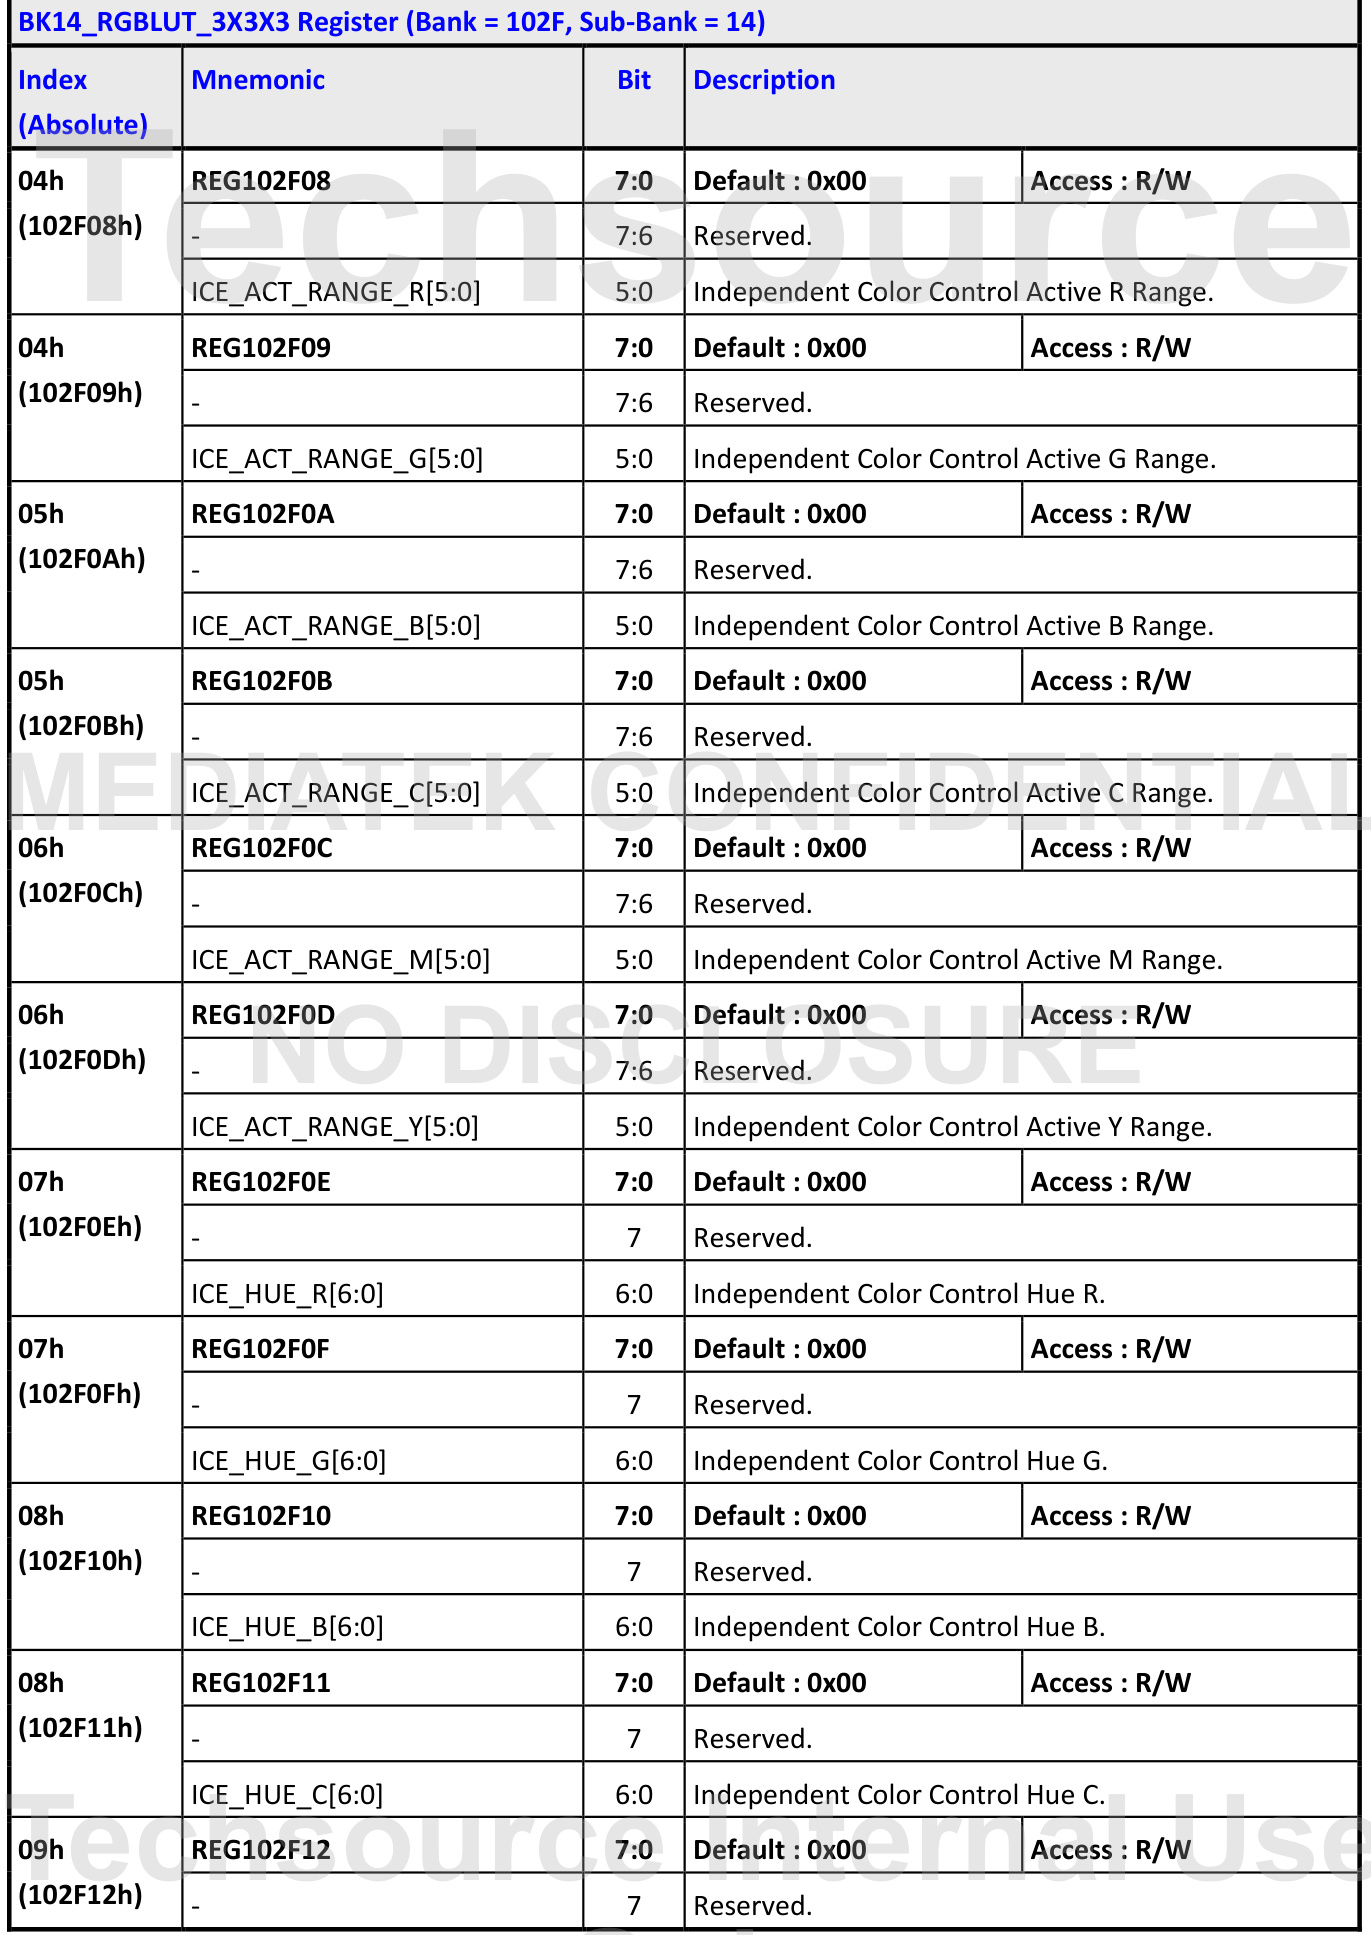 BK14_RGBLUT_3X3X3 Register (Bank = 102F, Sub-Bank = 14)
Index (Absolute) Mnemonic Bit Description
04h (102F08h) REG102F08 7:0 Default : 0x00 Access : R/W
- 7:6 Reserved.
ICE_ACT_RANGE_R[5:0] 5:0 Independent Color Control Active R Range.
04h (102F09h) REG102F09 7:0 Default : 0x00 Access : R/W
- 7:6 Reserved.
ICE_ACT_RANGE_G[5:0] 5:0 Independent Color Control Active G Range.
05h (102F0Ah) REG102F0A 7:0 Default : 0x00 Access : R/W
- 7:6 Reserved.
ICE_ACT_RANGE_B[5:0] 5:0 Independent Color Control Active B Range.
05h (102F0Bh) REG102F0B 7:0 Default : 0x00 Access : R/W
- 7:6 Reserved.
ICE_ACT_RANGE_C[5:0] 5:0 Independent Color Control Active C Range.
06h (102F0Ch) REG102F0C 7:0 Default : 0x00 Access : R/W
- 7:6 Reserved.
ICE_ACT_RANGE_M[5:0] 5:0 Independent Color Control Active M Range.
06h (102F0Dh) REG102F0D 7:0 Default : 0x00 Access : R/W
- 7:6 Reserved.
ICE_ACT_RANGE_Y[5:0] 5:0 Independent Color Control Active Y Range.
07h (102F0Eh) REG102F0E 7:0 Default : 0x00 Access : R/W
- 7 Reserved.
ICE_HUE_R[6:0] 6:0 Independent Color Control Hue R.
07h (102F0Fh) REG102F0F 7:0 Default : 0x00 Access : R/W
- 7 Reserved.
ICE_HUE_G[6:0] 6:0 Independent Color Control Hue G.
08h (102F10h) REG102F10 7:0 Default : 0x00 Access : R/W
- 7 Reserved.
ICE_HUE_B[6:0] 6:0 Independent Color Control Hue B.
08h (102F11h) REG102F11 7:0 Default : 0x00 Access : R/W
- 7 Reserved.
ICE_HUE_C[6:0] 6:0 Independent Color Control Hue C.
09h (102F12h) REG102F12 7:0 Default : 0x00 Access : R/W
- 7 Reserved.
Techsource
MEDIATEK CONFIDENTIAL
NO DISCLOSURE
Techsource Internal Use